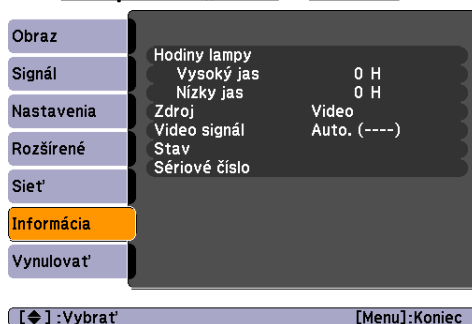 Obraz
Signál
Nastavenia
Rozšírené
Sieť
Informácia
Vynulovať
Hodiny lampy
Vysoký jas 0 H
Nízky jas 0 H
Zdroj Video
Video signál Auto. (----)
Stav
Sériové číslo
[◆] :Vybrať [Menu]:Koniec